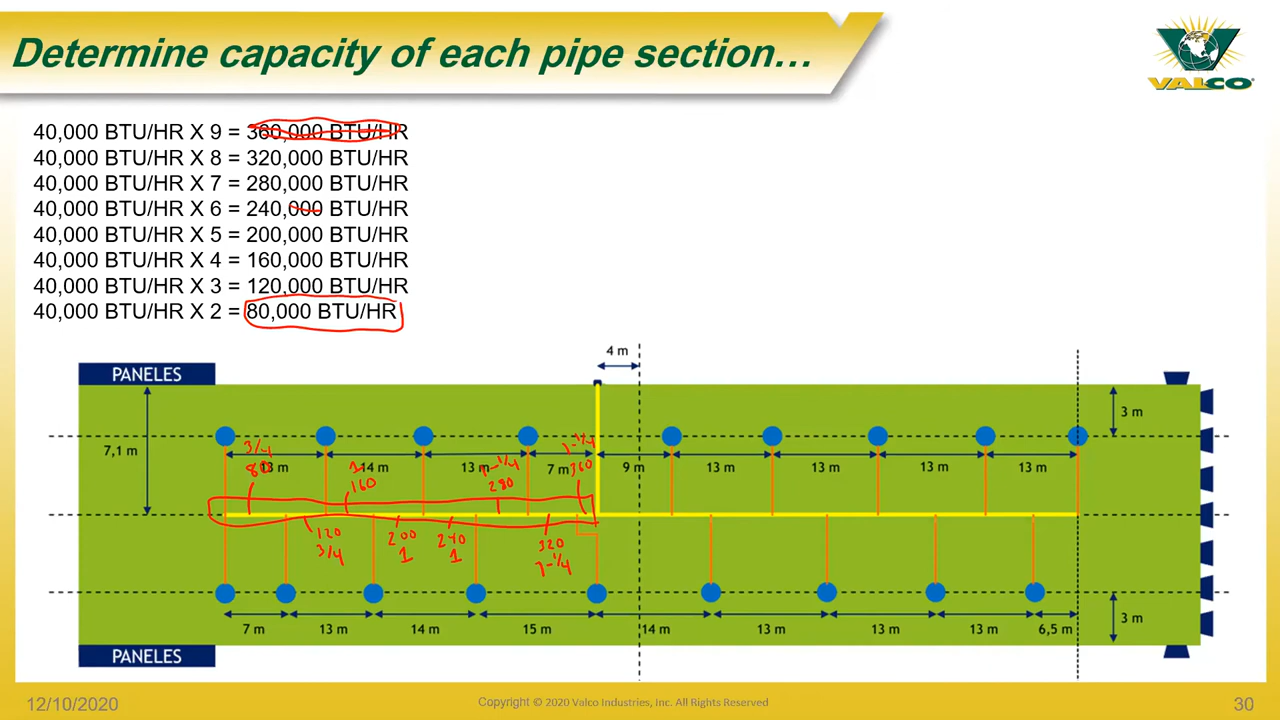 Determine capacity of each pipe section...
VALCO
40,000 BTU/HR X 9 = 360,000 BTU/HR
40,000 BTU/HR X 8 = 320,000 BTU/HR
40,000 BTU/HR X 7 = 280,000 BTU/HR
40,000 BTU/HR X 6 = 240,000 BTU/HR
40,000 BTU/HR X 5 = 200,000 BTU/HR
40,000 BTU/HR X 4 = 160,000 BTU/HR
40,000 BTU/HR X 3 = 120,000 BTU/HR
40,000 BTU/HR X 2 = 80,000 BTU/HR
4 m
PANELES
3 m
7,1 m
3/4 1 1-1/4 1-1/4
13 m 14 m 13 m 7 m 9 m 13 m 13 m 13 m 13 m
80 160 280 360
120 200 240 320
3/4 1 1 1-1/4
7 m 13 m 14 m 15 m 14 m 13 m 13 m 13 m 6,5 m
3 m
PANELES
12/10/2020 Copyright © 2020 Valco Industries, Inc. All Rights Reserved 30